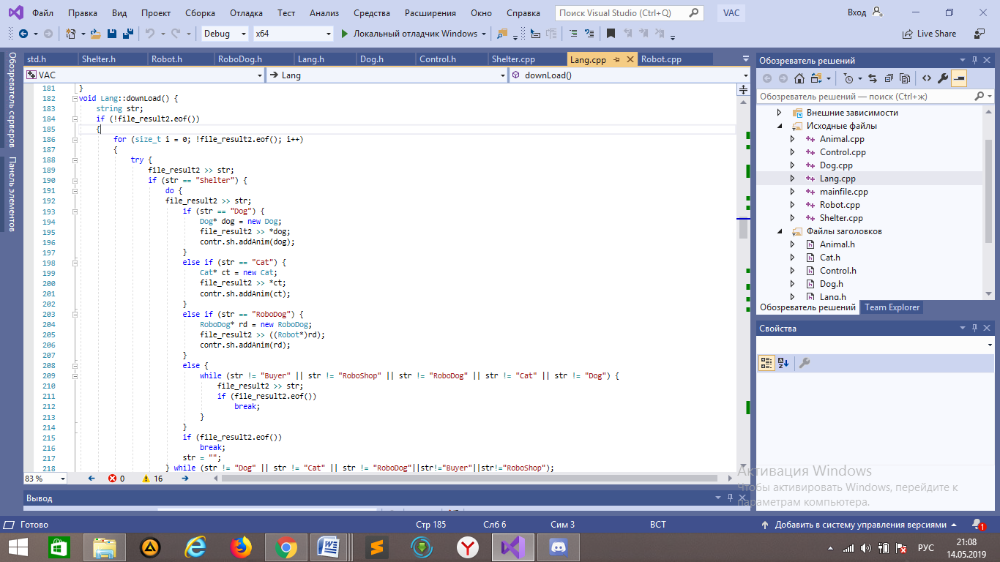 Файл Правка Вид Проект Сборка Отладка Тест Анализ Средства Расширения Окно Справка Поиск Visual Studio (Ctrl+Q) VAC Вход
Debug x64 Локальный отладчик Windows Live Share
Обозреватель серверов
Панель элементов
std.h Shelter.h Robot.h RoboDog.h Lang.h Dog.h Control.h Shelter.cpp Lang.cpp Robot.cpp
VAC Lang downLoad()
181 }
182 void Lang::downLoad() {
183 string str;
184 if (!file_result2.eof())
185 {
186 for (size_t i = 0; !file_result2.eof(); i++)
187 {
188 try {
189 file_result2 >> str;
190 if (str == "Shelter") {
191 do {
192 file_result2 >> str;
193 if (str == "Dog") {
194 Dog* dog = new Dog;
195 file_result2 >> *dog;
196 contr.sh.addAnim(dog);
197 }
198 else if (str == "Cat") {
199 Cat* ct = new Cat;
200 file_result2 >> *ct;
201 contr.sh.addAnim(ct);
202 }
203 else if (str == "RoboDog") {
204 RoboDog* rd = new RoboDog;
205 file_result2 >> ((Robot*)rd);
206 contr.sh.addAnim(rd);
207 }
208 else {
209 while (str != "Buyer" || str != "RoboShop" || str != "RoboDog" || str != "Cat" || str != "Dog") {
210 file_result2 >> str;
211 if (file_result2.eof())
212 break;
213 }
214 }
215 if (file_result2.eof())
216 break;
217 str = "";
218 } while (str != "Dog" || str != "Cat" || str != "RoboDog"||str!="Buyer"||str!="RoboShop");
83 % 0 16
Вывод
Обозреватель решений
Обозреватель решений — поиск (Ctrl+ж)
Внешние зависимости
Исходные файлы
Animal.cpp
Control.cpp
Dog.cpp
Lang.cpp
mainfile.cpp
Robot.cpp
Shelter.cpp
Файлы заголовков
Animal.h
Cat.h
Control.h
Dog.h
Lang.h
Обозреватель решений Team Explorer
Свойства
Активация Windows
Чтобы активировать Windows, перейдите к
параметрам компьютера.
Готово Стр 185 Слб 6 Сим 3 ВСТ Добавить в систему управления версиями 1
РУС
21:08
14.05.2019